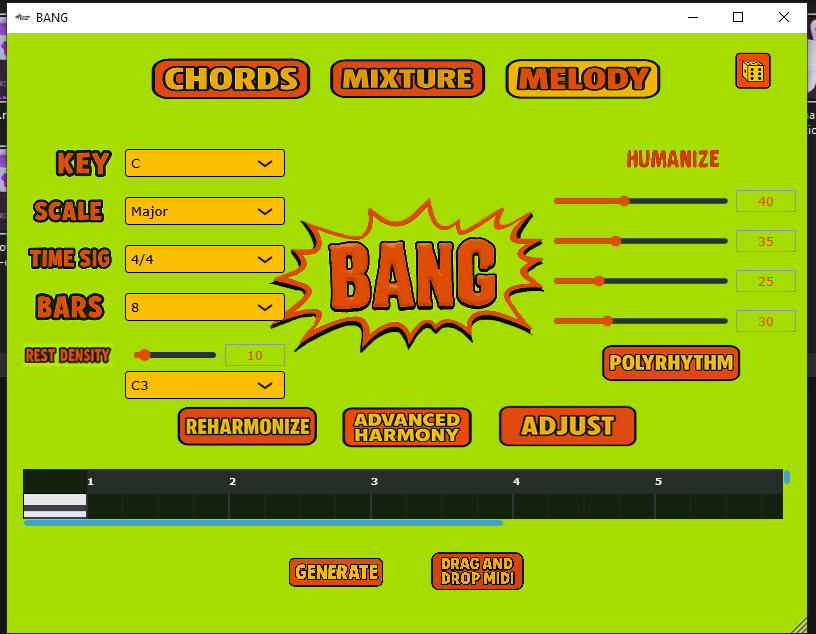 BANG
CHORDS MIXTURE MELODY
KEY C
HUMANIZE
SCALE Major
40
TIME SIG 4/4
35
BANG
25
BARS 8
30
REST DENSITY 10
POLYRHYTHM
C3
REHARMONIZE
ADVANCED
HARMONY
ADJUST
1 2 3 4 5
GENERATE
DRAG AND
DROP MIDI